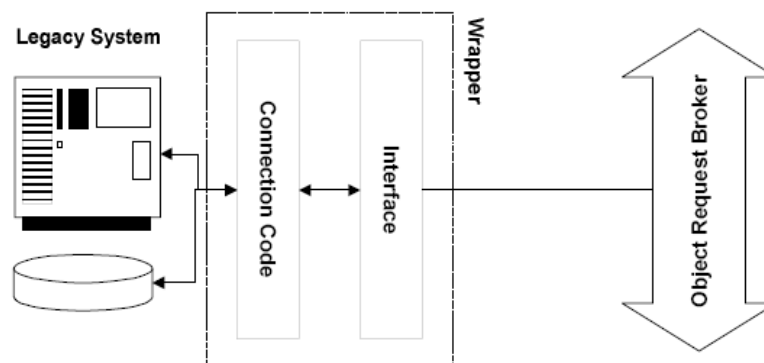 Legacy System
Connection Code
Interface
Wrapper
Object Request Broker